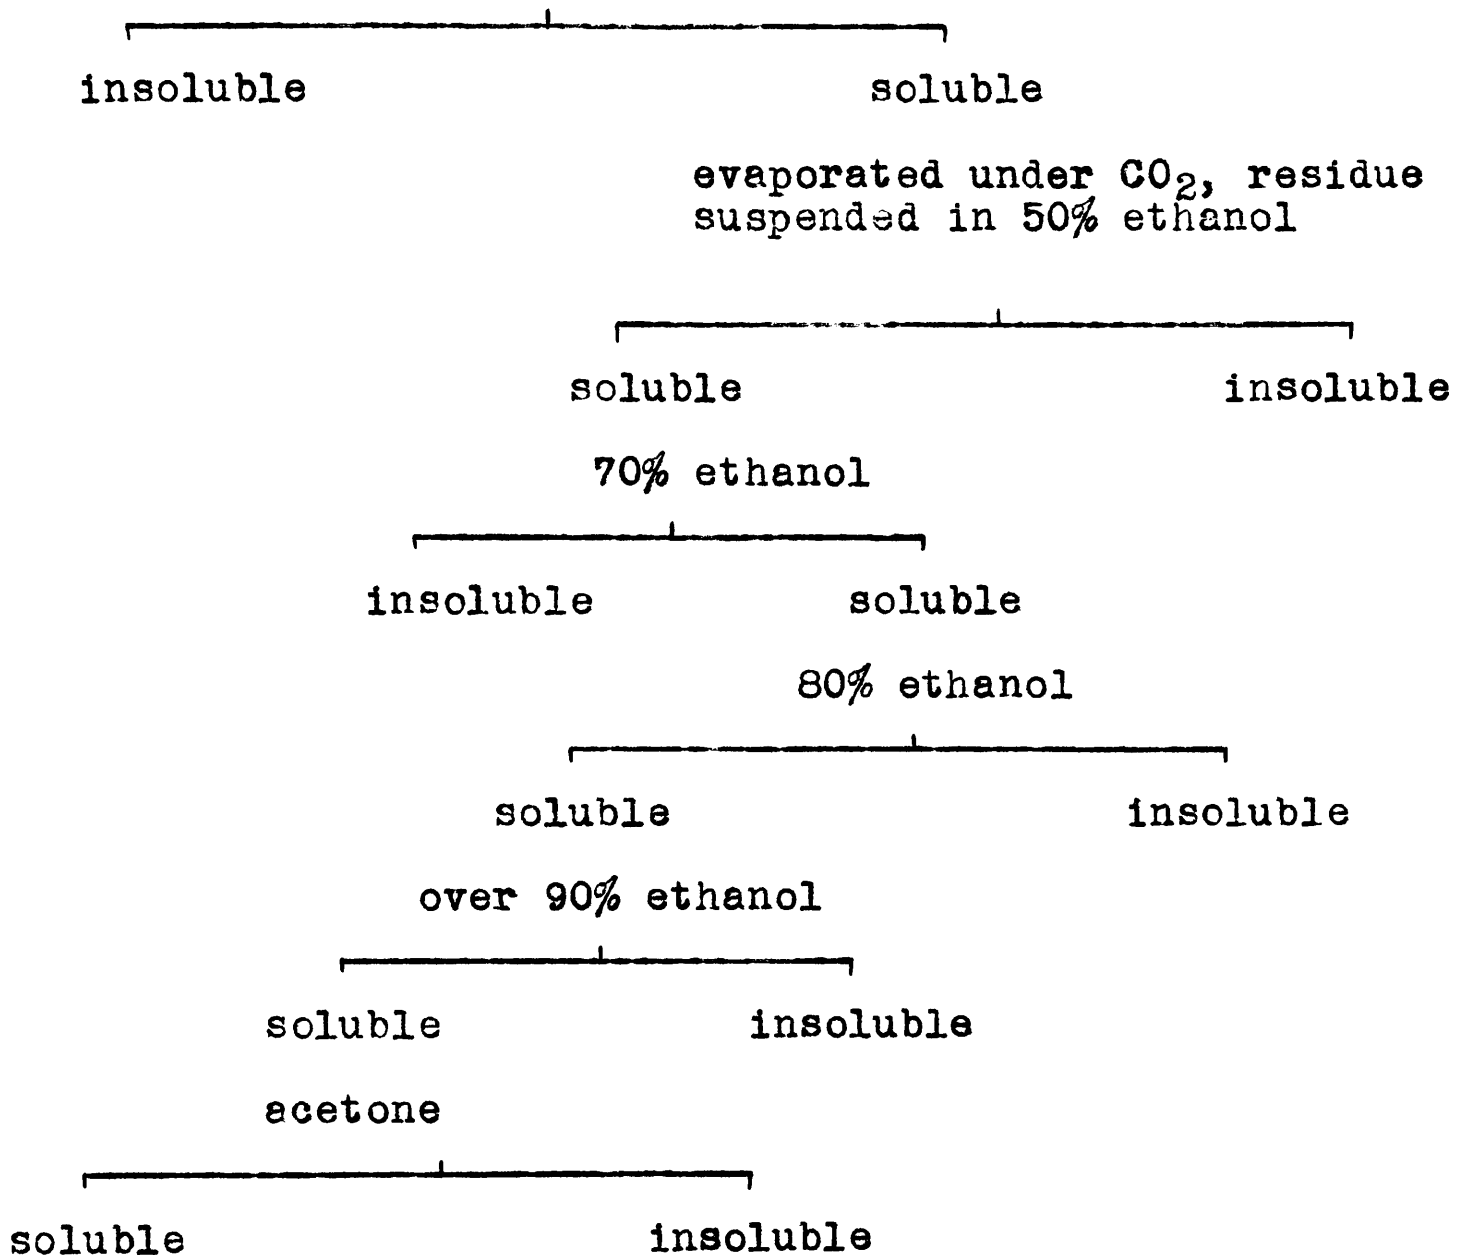 insoluble soluble
evaporated under CO2, residue
suspended in 50% ethanol
soluble insoluble
70% ethanol
insoluble soluble
80% ethanol
soluble insoluble
over 90% ethanol
soluble insoluble
acetone
soluble insoluble